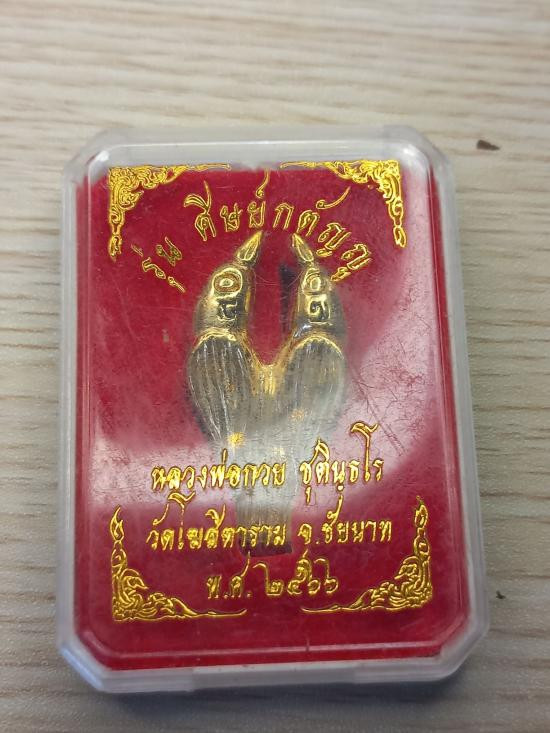 รุ่น ศิษย์กตัญญู
หลวงพ่อกวย ชุตินฺธโร
วัดโฆสิตาราม จ.ชัยนาท
พ.ศ.๒๕๖๖